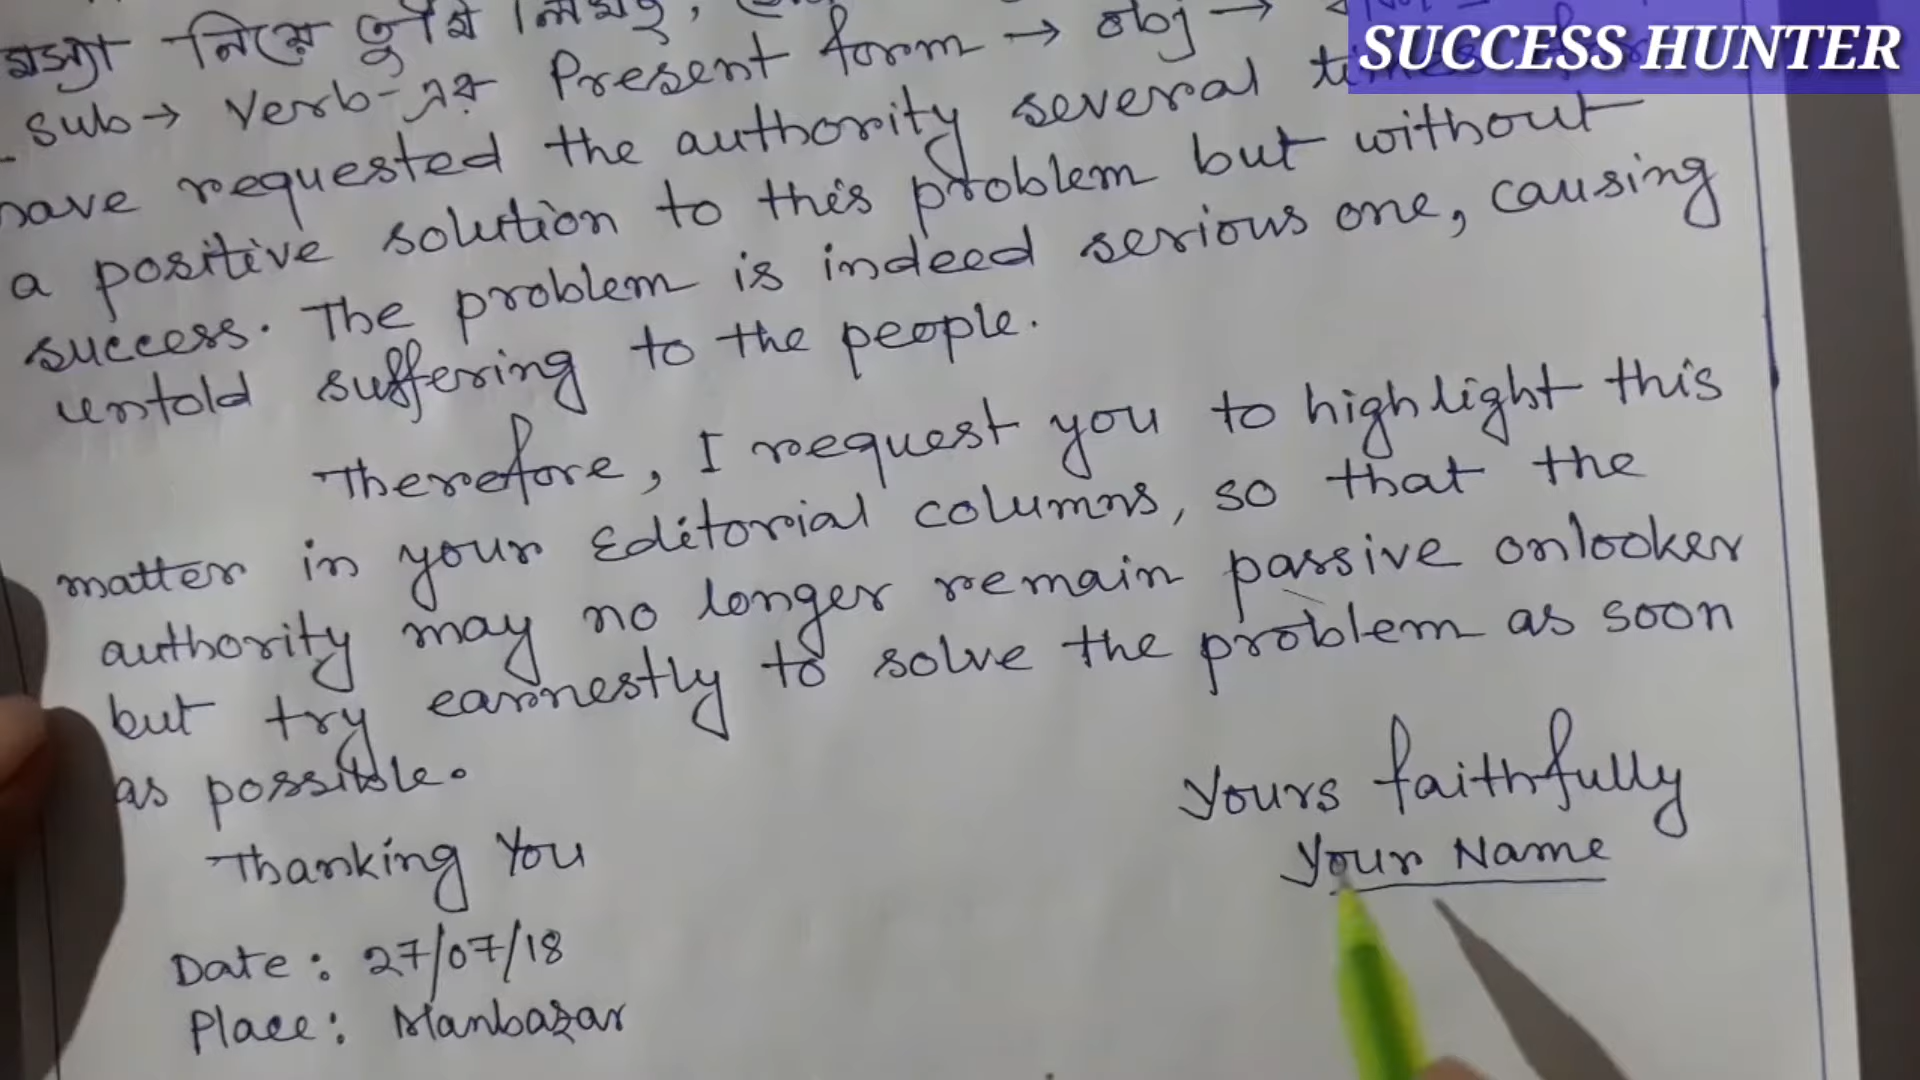 SUCCESS HUNTER
নিয়ে তুমি লিখছ,
Sub→ Verb-এর Present form → obj →
have requested the authority several times for
a positive solution to this problem but without
success. The problem is indeed serious one, causing
untold suffering to the people.
Therefore, I request you to highlight this
matter in your Editorial columns, so that the
authority may no longer remain passive onlooker
but try earnestly to solve the problem as soon
as possible.
Thanking You
Yours faithfully
Your Name
Date: 27/07/18
Place: Manbazar